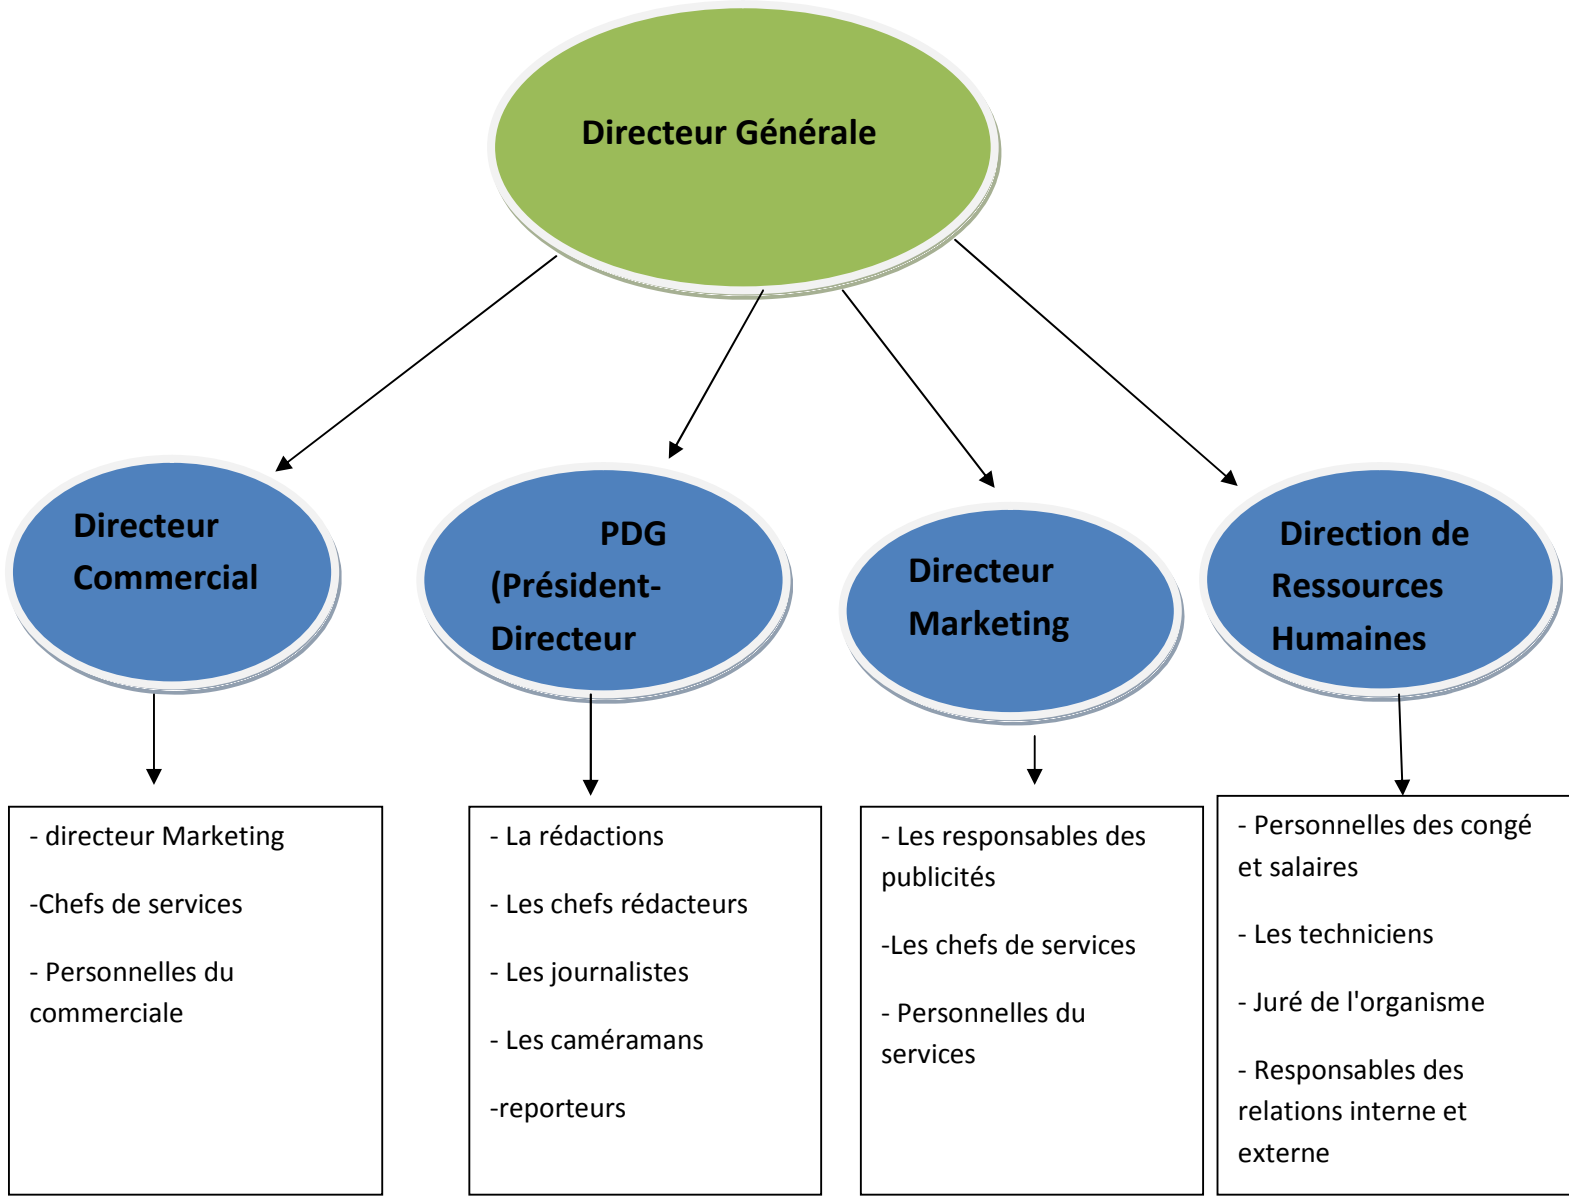 Directeur Générale
Directeur
Commercial
PDG
(Président-
Directeur
Directeur
Marketing
Direction de
Ressources
Humaines
- directeur Marketing
-Chefs de services
- Personnelles du
commerciale
- La rédactions
- Les chefs rédacteurs
- Les journalistes
- Les caméramans
-reporteurs
- Les responsables des
publicités
-Les chefs de services
- Personnelles du
services
- Personnelles des congé
et salaires
- Les techniciens
- Juré de l'organisme
- Responsables des
relations interne et
externe